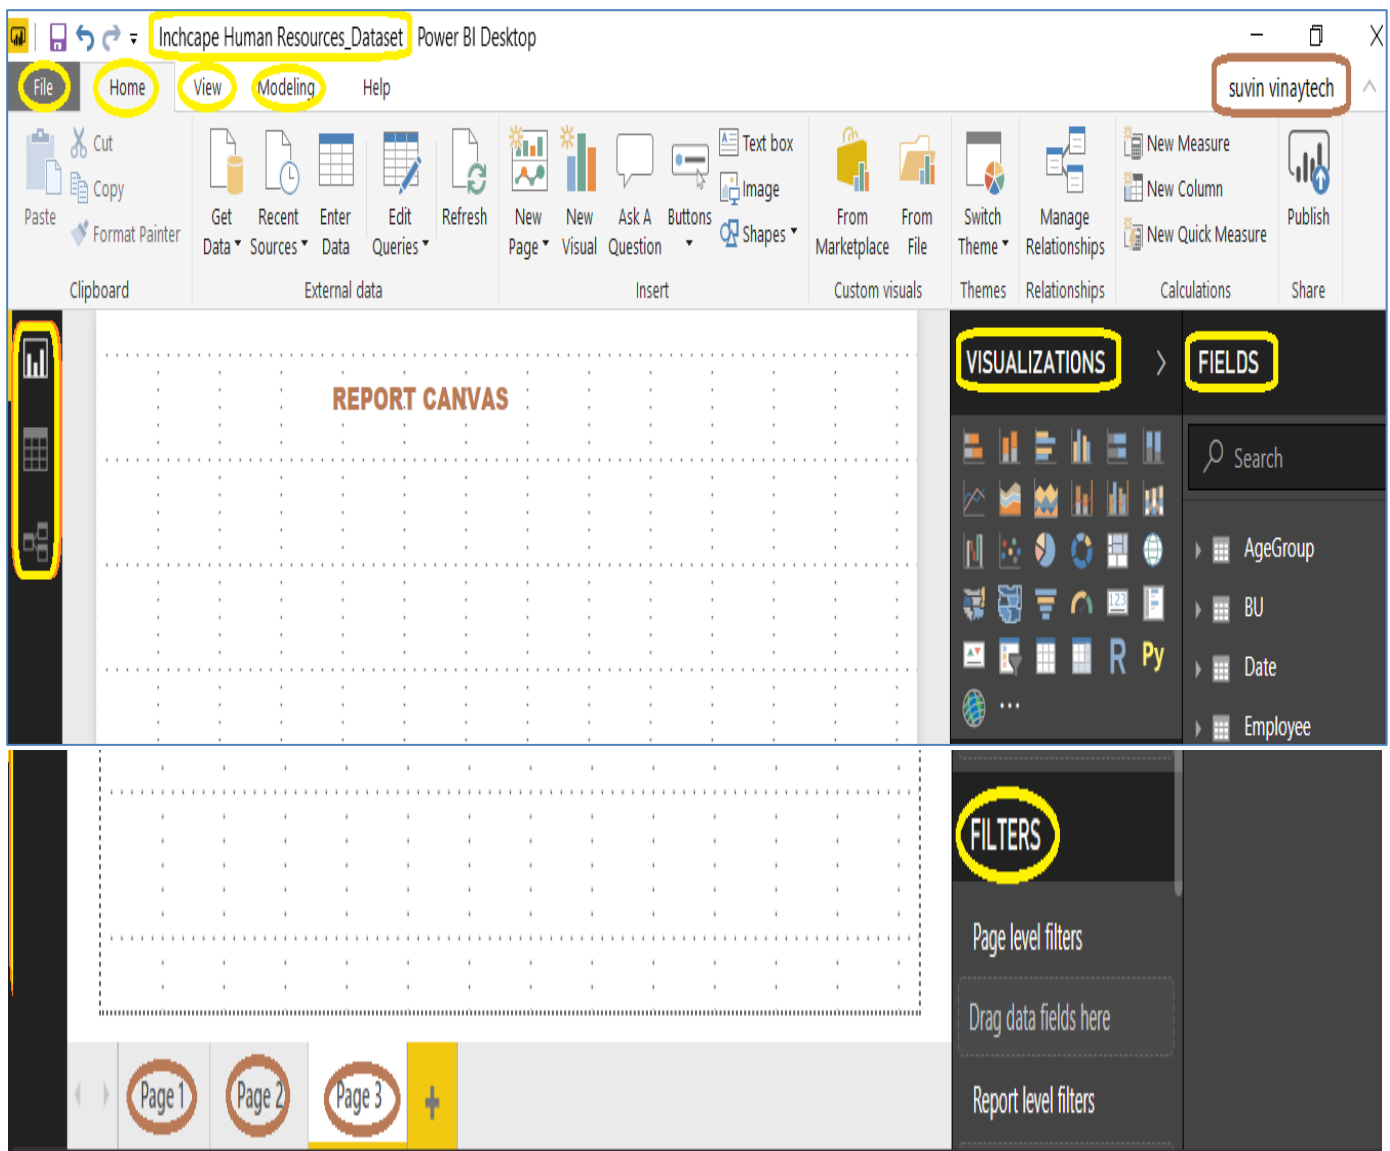 Inchcape Human Resources_Dataset Power BI Desktop
File Home View Modeling Help suvin vinaytech
Cut
Copy
Format Painter
Paste
Get Data
Recent Sources
Enter Data
Edit Queries
Refresh
New Page
New Visual
Ask A Question
Buttons
Text box
Image
Shapes
From Marketplace
From File
Switch Theme
Manage Relationships
New Measure
New Column
New Quick Measure
Publish
Clipboard External data Insert Custom visuals Themes Relationships Calculations Share
REPORT CANVAS
VISUALIZATIONS
123
R Py
FIELDS
Search
AgeGroup
BU
Date
Employee
FILTERS
Page level filters
Drag data fields here
Report level filters
Page 1 Page 2 Page 3 +